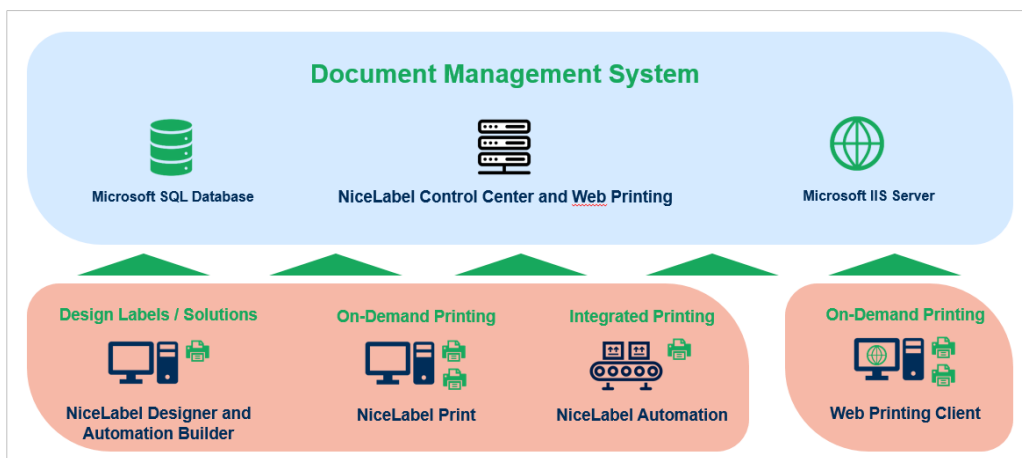 Document Management System
Microsoft SQL Database
NiceLabel Control Center and Web Printing
Microsoft IIS Server
Design Labels / Solutions
On-Demand Printing
Integrated Printing
On-Demand Printing
NiceLabel Designer and
Automation Builder
NiceLabel Print
NiceLabel Automation
Web Printing Client